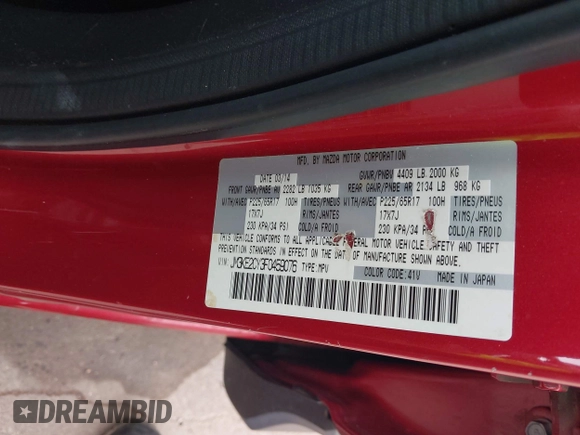 MFD. BY MAZDA MOTOR CORPORATION
DATE 03/14 GVWR/PNBV 4409 LB 2000 KG
FRONT GAWR/PNBE AV 2282 LB 1035 KG REAR GAWR/PNBE AR 2134 LB 968 KG
WITH/AVEC P225/65R17 100H TIRES/PNEUS WITH/AVEC P225/65R17 100H TIRES/PNEUS
17X7J RIMS/JANTES 17X7J RIMS/JANTES
230 KPA/34 PSI COLD/A FROID 230 KPA/34 COLD/A FROID
THIS VEHICLE CONFORMS TO ALL APPLICABLE FEDERAL MOTOR VEHICLE SAFETY AND THEFT
PREVENTION STANDARDS IN EFFECT ON THE DATE OF MANUFACTURE SHOWN ABOVE.
VIN: JM3KE2CY3F0459076 TYPE: MPV COLOR CODE: 41V MADE IN JAPAN
DREAMBID